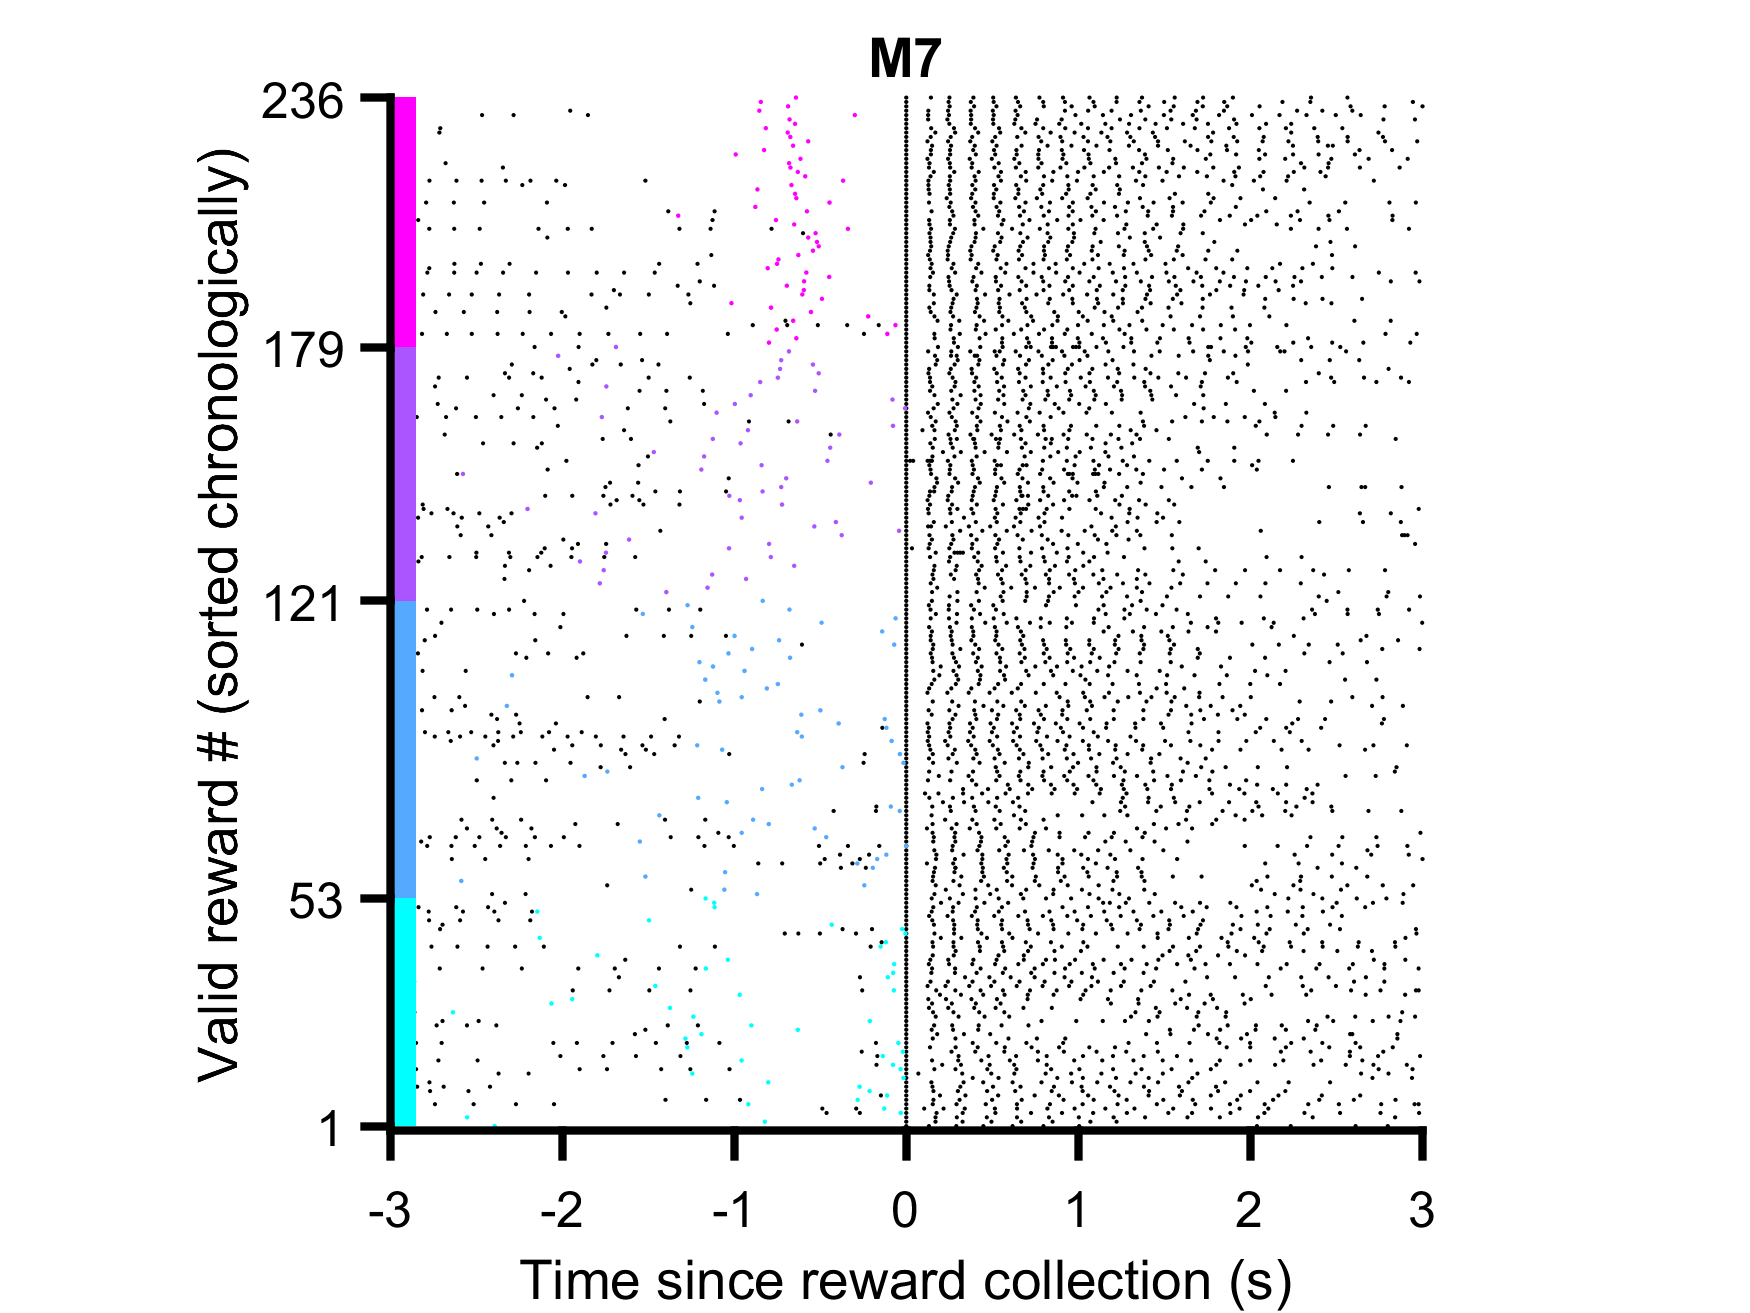 M7
Valid reward # (sorted chronologically)
236
179
121
53
1
-3 -2 -1 0 1 2 3
Time since reward collection (s)